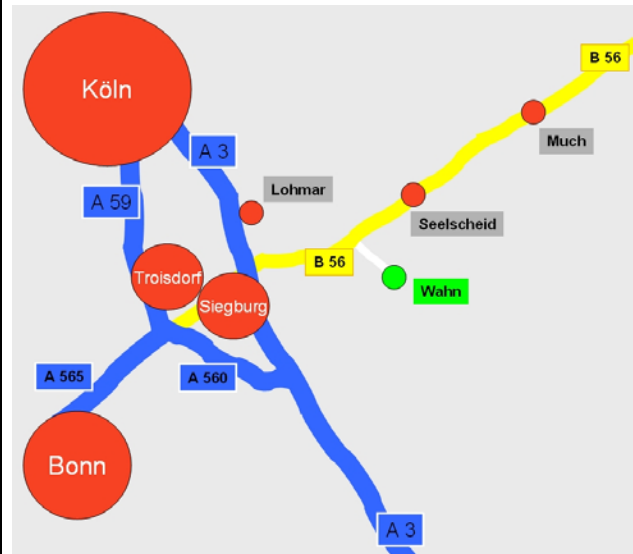 B 56
Köln
Much
A 3
Lohmar
A 59
Seelscheid
B 56
Troisdorf
Wahn
Siegburg
A 565
A 560
Bonn
A 3